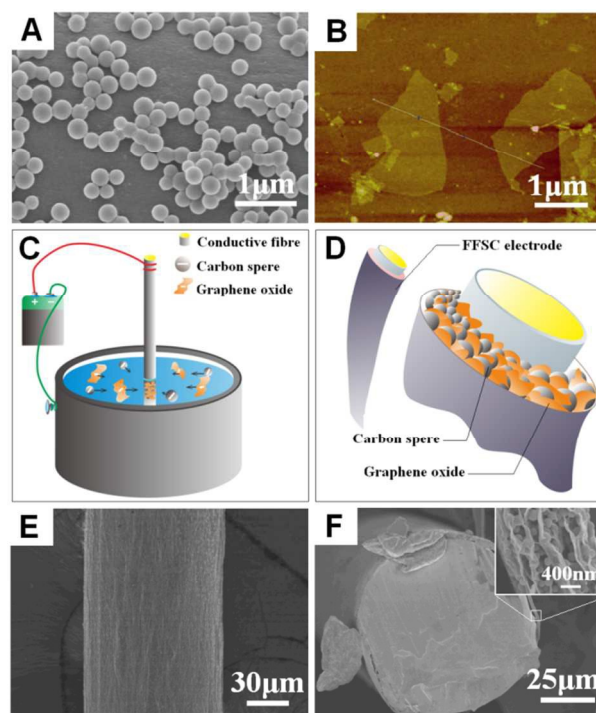 A
1μm
B
1μm
C
Conductive fibre
Carbon spere
Graphene oxide
+ −
D
FFSC electrode
Carbon spere
Graphene oxide
E
30μm
F
400nm
25μm